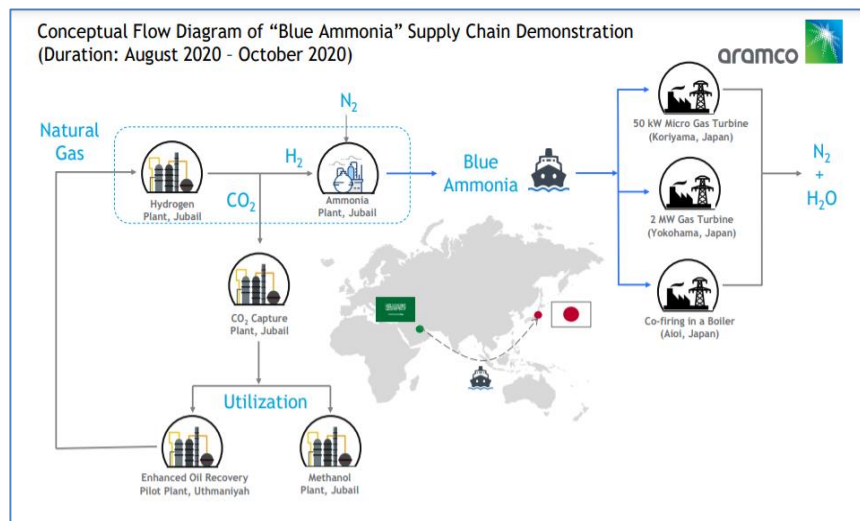 Conceptual Flow Diagram of “Blue Ammonia” Supply Chain Demonstration
(Duration: August 2020 – October 2020)
aramco
Natural
Gas
N₂
H₂
CO₂
Hydrogen
Plant, Jubail
Ammonia
Plant, Jubail
Blue
Ammonia
50 kW Micro Gas Turbine
(Koriyama, Japan)
2 MW Gas Turbine
(Yokohama, Japan)
Co-firing in a Boiler
(Aioi, Japan)
N₂
+
H₂O
CO₂ Capture
Plant, Jubail
Utilization
Enhanced Oil Recovery
Pilot Plant, Uthmaniyah
Methanol
Plant, Jubail